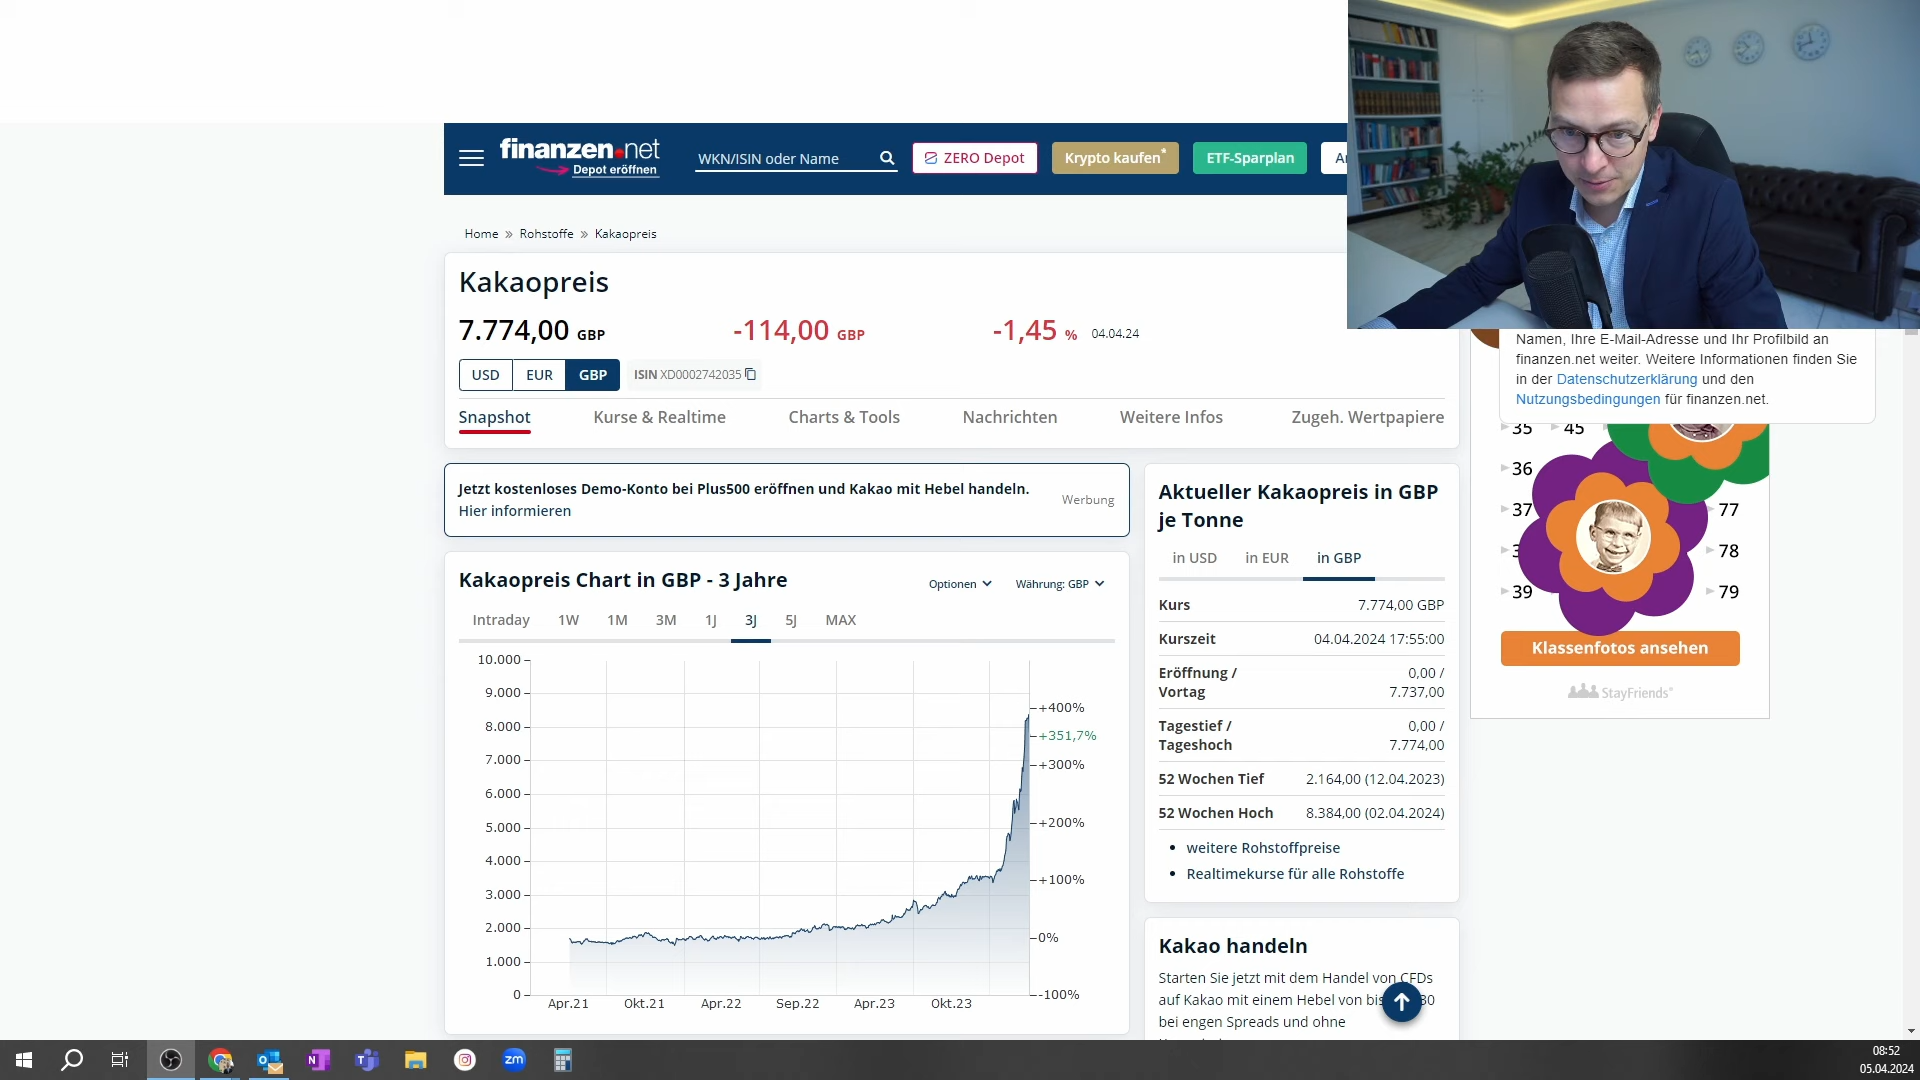 finanzen.net
Depot eröffnen
WKN/ISIN oder Name
ZERO Depot
Krypto kaufen*
ETF-Sparplan
Home » Rohstoffe » Kakaopreis
Kakaopreis
7.774,00 GBP
-114,00 GBP
-1,45 %
04.04.24
USD
EUR
GBP
ISIN XD0002742035
Snapshot
Kurse & Realtime
Charts & Tools
Nachrichten
Weitere Infos
Zugeh. Wertpapiere
Namen, Ihre E-Mail-Adresse und Ihr Profilbild an
finanzen.net weiter. Weitere Informationen finden Sie
in der Datenschutzerklärung und den
Nutzungsbedingungen für finanzen.net.
Jetzt kostenloses Demo-Konto bei Plus500 eröffnen und Kakao mit Hebel handeln.
Hier informieren
Werbung
Kakaopreis Chart in GBP - 3 Jahre
Optionen
Währung: GBP
Intraday
1W
1M
3M
1J
3J
5J
MAX
10.000
9.000
8.000
7.000
6.000
5.000
4.000
3.000
2.000
1.000
0
+400%
+351,7%
+300%
+200%
+100%
0%
-100%
Apr.21
Okt.21
Apr.22
Sep.22
Apr.23
Okt.23
Aktueller Kakaopreis in GBP
je Tonne
in USD
in EUR
in GBP
Kurs 7.774,00 GBP
Kurszeit 04.04.2024 17:55:00
Eröffnung / 0,00 /
Vortag 7.737,00
Tagestief / 0,00 /
Tageshoch 7.774,00
52 Wochen Tief 2.164,00 (12.04.2023)
52 Wochen Hoch 8.384,00 (02.04.2024)
weitere Rohstoffpreise
Realtimekurse für alle Rohstoffe
Kakao handeln
Starten Sie jetzt mit dem Handel von CFDs
auf Kakao mit einem Hebel von
bei engen Spreads und ohne
35
45
36
37
77
78
39
79
Klassenfotos ansehen
StayFriends
zm
08:52
05.04.2024